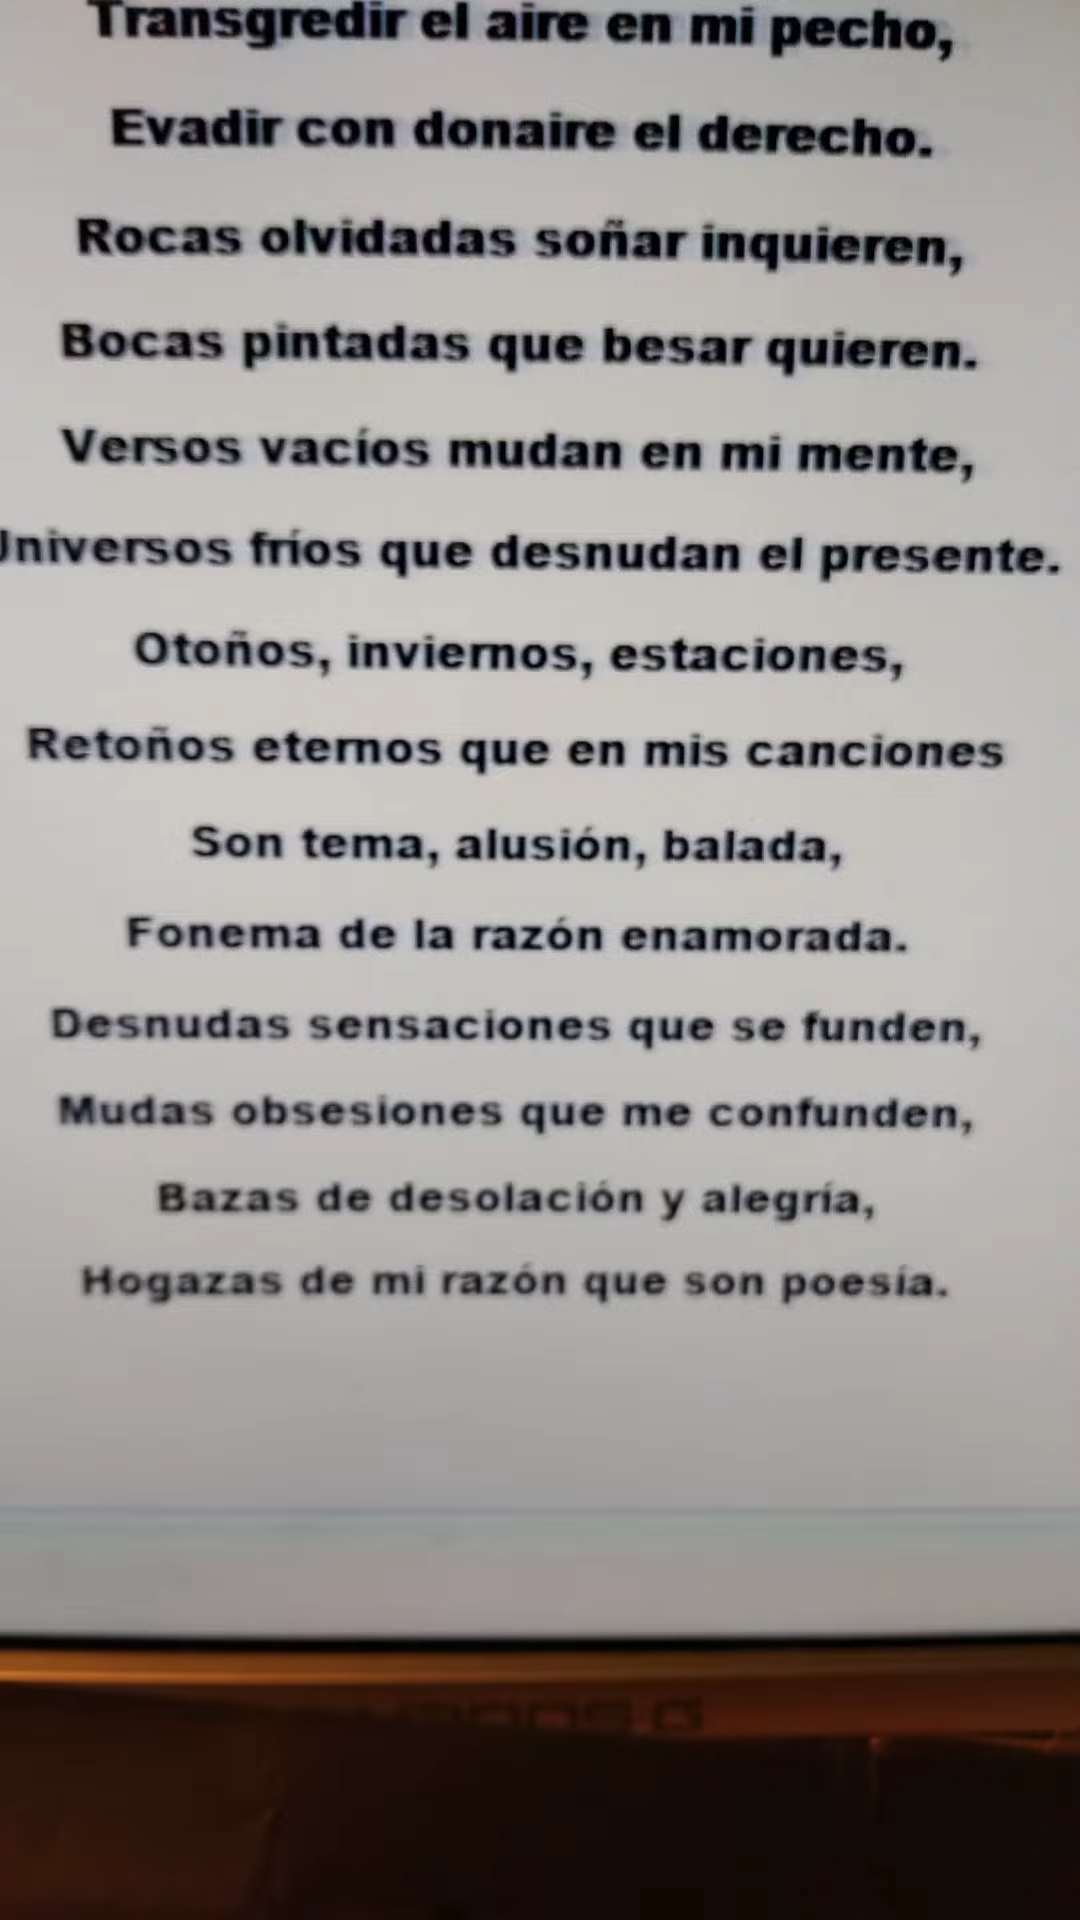 Transgredir el aire en mi pecho,
Evadir con donaire el derecho.
Rocas olvidadas soñar inquieren,
Bocas pintadas que besar quieren.
Versos vacíos mudan en mi mente,
Universos fríos que desnudan el presente.
Otoños, inviernos, estaciones,
Retoños eternos que en mis canciones
Son tema, alusión, balada,
Fonema de la razón enamorada.
Desnudas sensaciones que se funden,
Mudas obsesiones que me confunden,
Bazas de desolación y alegría,
Hogazas de mi razón que son poesía.